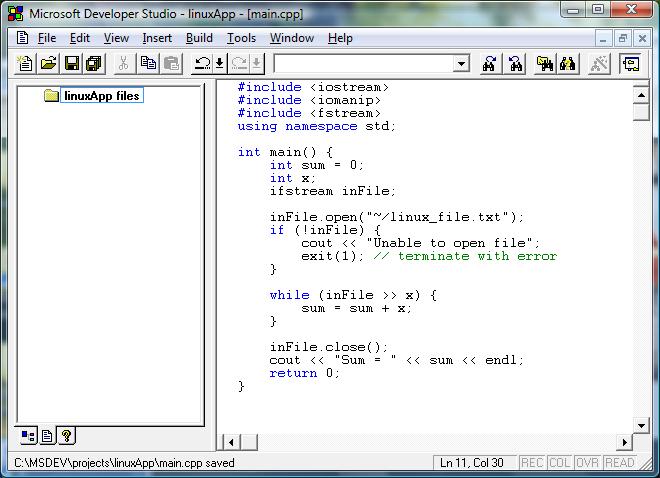 Microsoft Developer Studio - linuxApp - [main.cpp]
File Edit View Insert Build Tools Window Help
linuxApp files
#include <iostream>
#include <iomanip>
#include <fstream>
using namespace std;
int main() {
int sum = 0;
int x;
ifstream inFile;
inFile.open("~/linux_file.txt");
if (!inFile) {
cout << "Unable to open file";
exit(1); // terminate with error
}
while (inFile >> x) {
sum = sum + x;
}
inFile.close();
cout << "Sum = " << sum << endl;
return 0;
}
C:\MSDEV\projects\linuxApp\main.cpp saved
Ln 11, Col 30 REC COL OVR READ